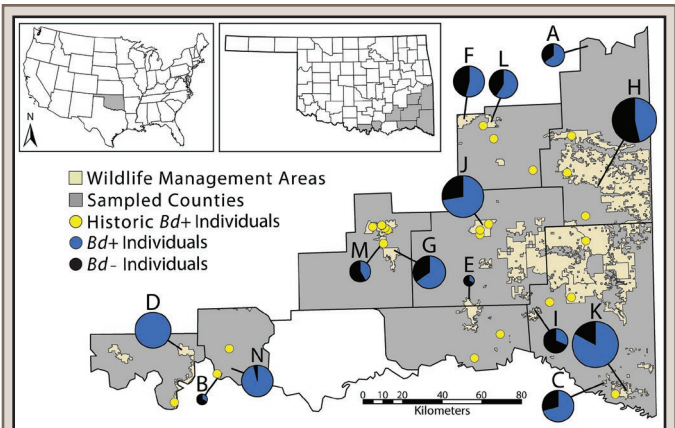 N
A
F
L
H
Wildlife Management Areas
Sampled Counties
Historic Bd+ Individuals
Bd+ Individuals
Bd- Individuals
J
M
G
E
D
N
B
I
K
C
0 10 20 40 60 80
Kilometers